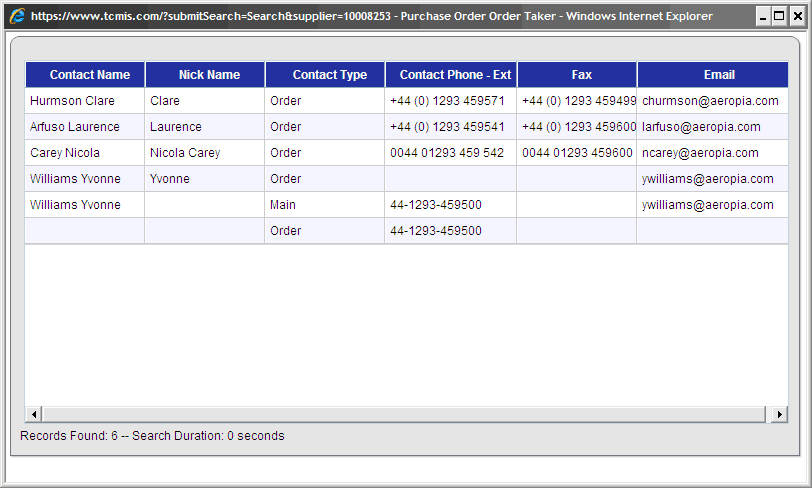 https://www.tcmis.com/?submitSearch=Search&supplier=10008253 - Purchase Order Order Taker - Windows Internet Explorer
Contact Name Nick Name Contact Type Contact Phone - Ext Fax Email
Hurmson Clare Clare Order +44 (0) 1293 459571 +44 (0) 1293 459499 churmson@aeropia.com
Arfuso Laurence Laurence Order +44 (0) 1293 459541 +44 (0) 1293 459600 larfuso@aeropia.com
Carey Nicola Nicola Carey Order 0044 01293 459 542 0044 01293 459600 ncarey@aeropia.com
Williams Yvonne Yvonne Order ywilliams@aeropia.com
Williams Yvonne Main 44-1293-459500 ywilliams@aeropia.com
Order 44-1293-459500
Records Found: 6 -- Search Duration: 0 seconds